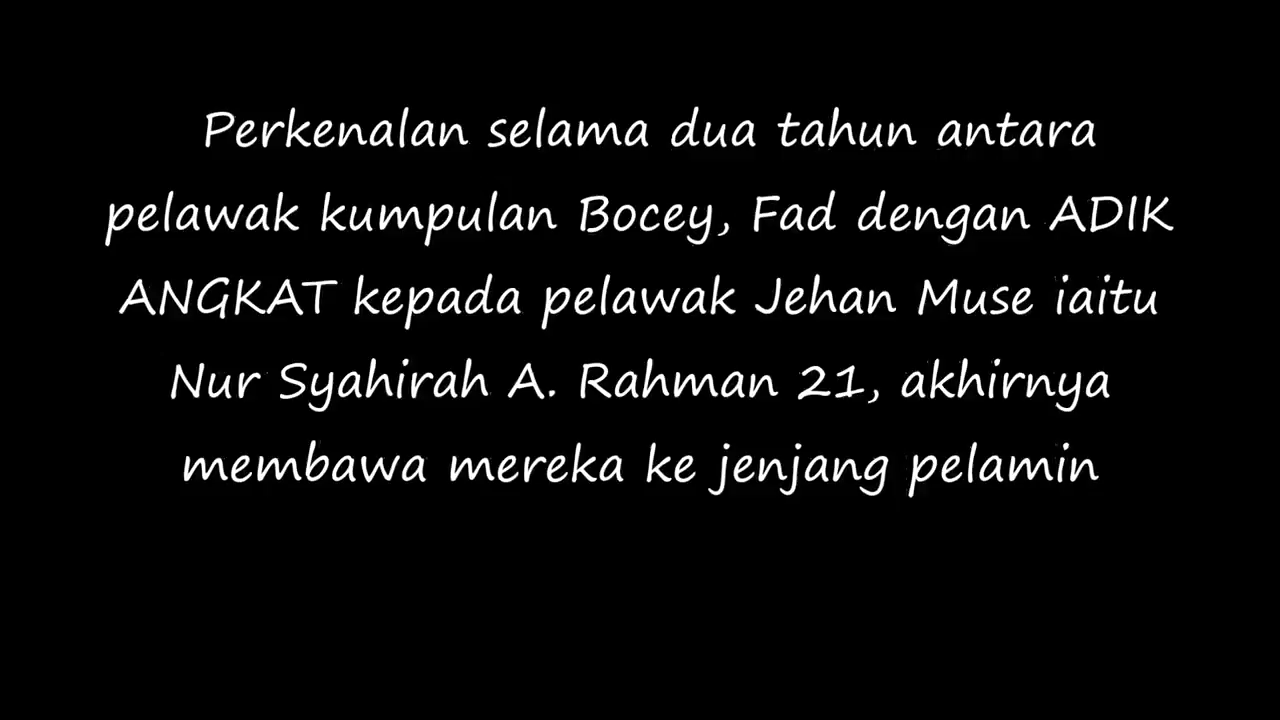 Perkenalan selama dua tahun antara
pelawak kumpulan Bocey, Fad dengan ADIK
ANGKAT kepada pelawak Jehan Muse iaitu
Nur Syahirah A. Rahman 21, akhirnya
membawa mereka ke jenjang pelamin